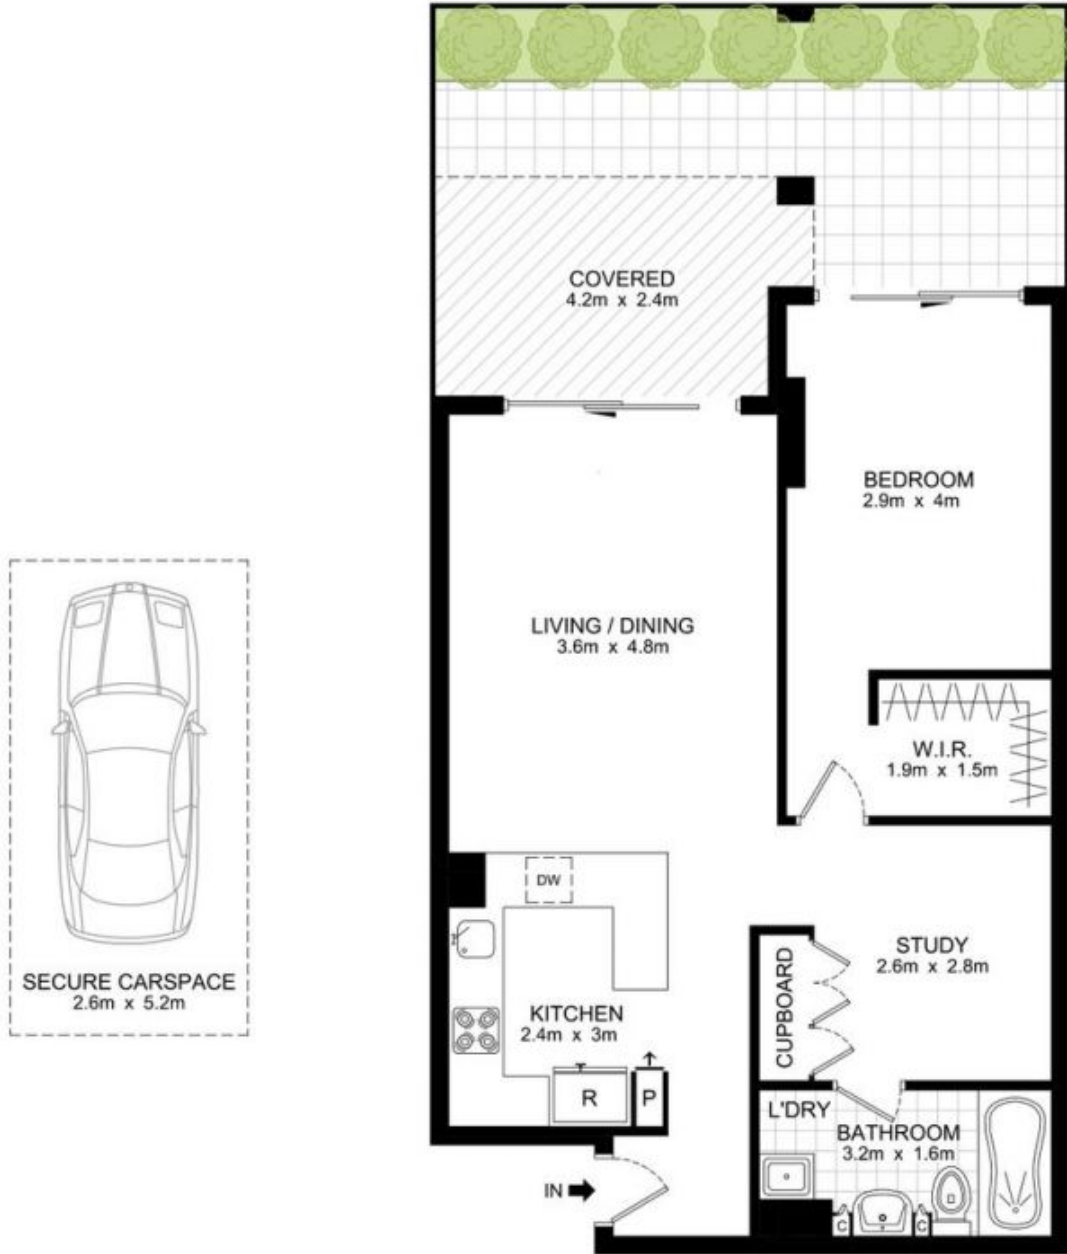 COVERED
4.2m x 2.4m
BEDROOM
2.9m x 4m
LIVING / DINING
3.6m x 4.8m
W.I.R.
1.9m x 1.5m
DW
STUDY
2.6m x 2.8m
CUPBOARD
SECURE CARSPACE
2.6m x 5.2m
KITCHEN
2.4m x 3m
R
P
L'DRY
BATHROOM
3.2m x 1.6m
IN
C
C